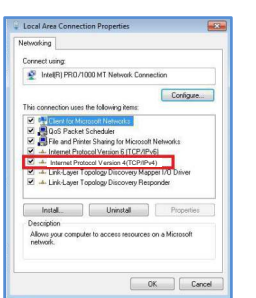 Local Area Connection Properties
Networking
Connect using:
Intel(R) PRO/1000 MT Network Connection
Configure...
This connection uses the following items:
Client for Microsoft Networks
QoS Packet Scheduler
File and Printer Sharing for Microsoft Networks
Internet Protocol Version 6 (TCP/IPv6)
Internet Protocol Version 4(TCP/IPv4)
Link-Layer Topology Discovery Mapper I/O Driver
Link-Layer Topology Discovery Responder
Install...
Uninstall
Properties
Description
Allows your computer to access resources on a Microsoft
network.
OK
Cancel